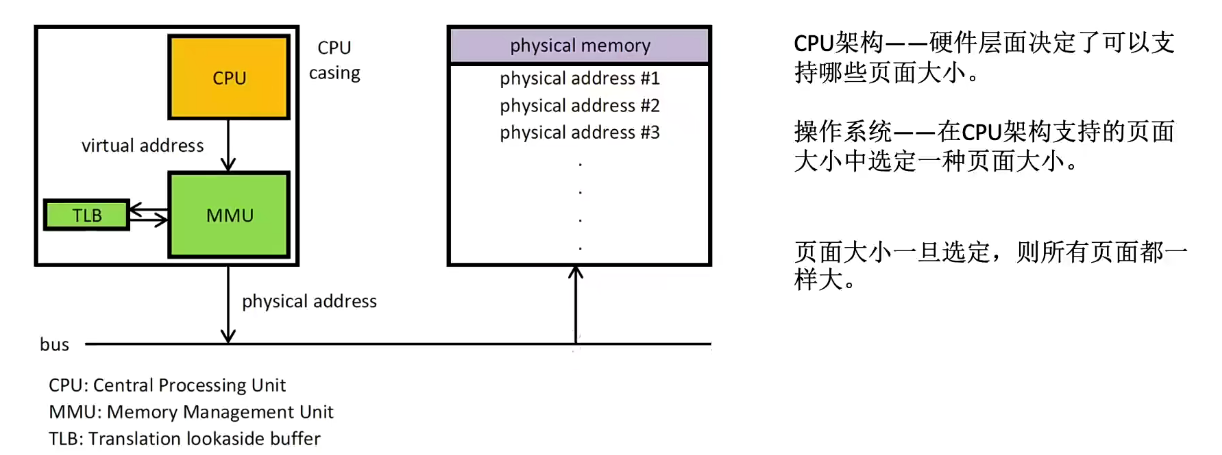 CPU
CPU
casing
virtual address
TLB
MMU
physical address
bus
physical memory
physical address #1
physical address #2
physical address #3
.
.
.
.
CPU: Central Processing Unit
MMU: Memory Management Unit
TLB: Translation lookaside buffer
CPU架构——硬件层面决定了可以支
持哪些页面大小。
操作系统——在CPU架构支持的页面
大小中选定一种页面大小。
页面大小一旦选定，则所有页面都一
样大。